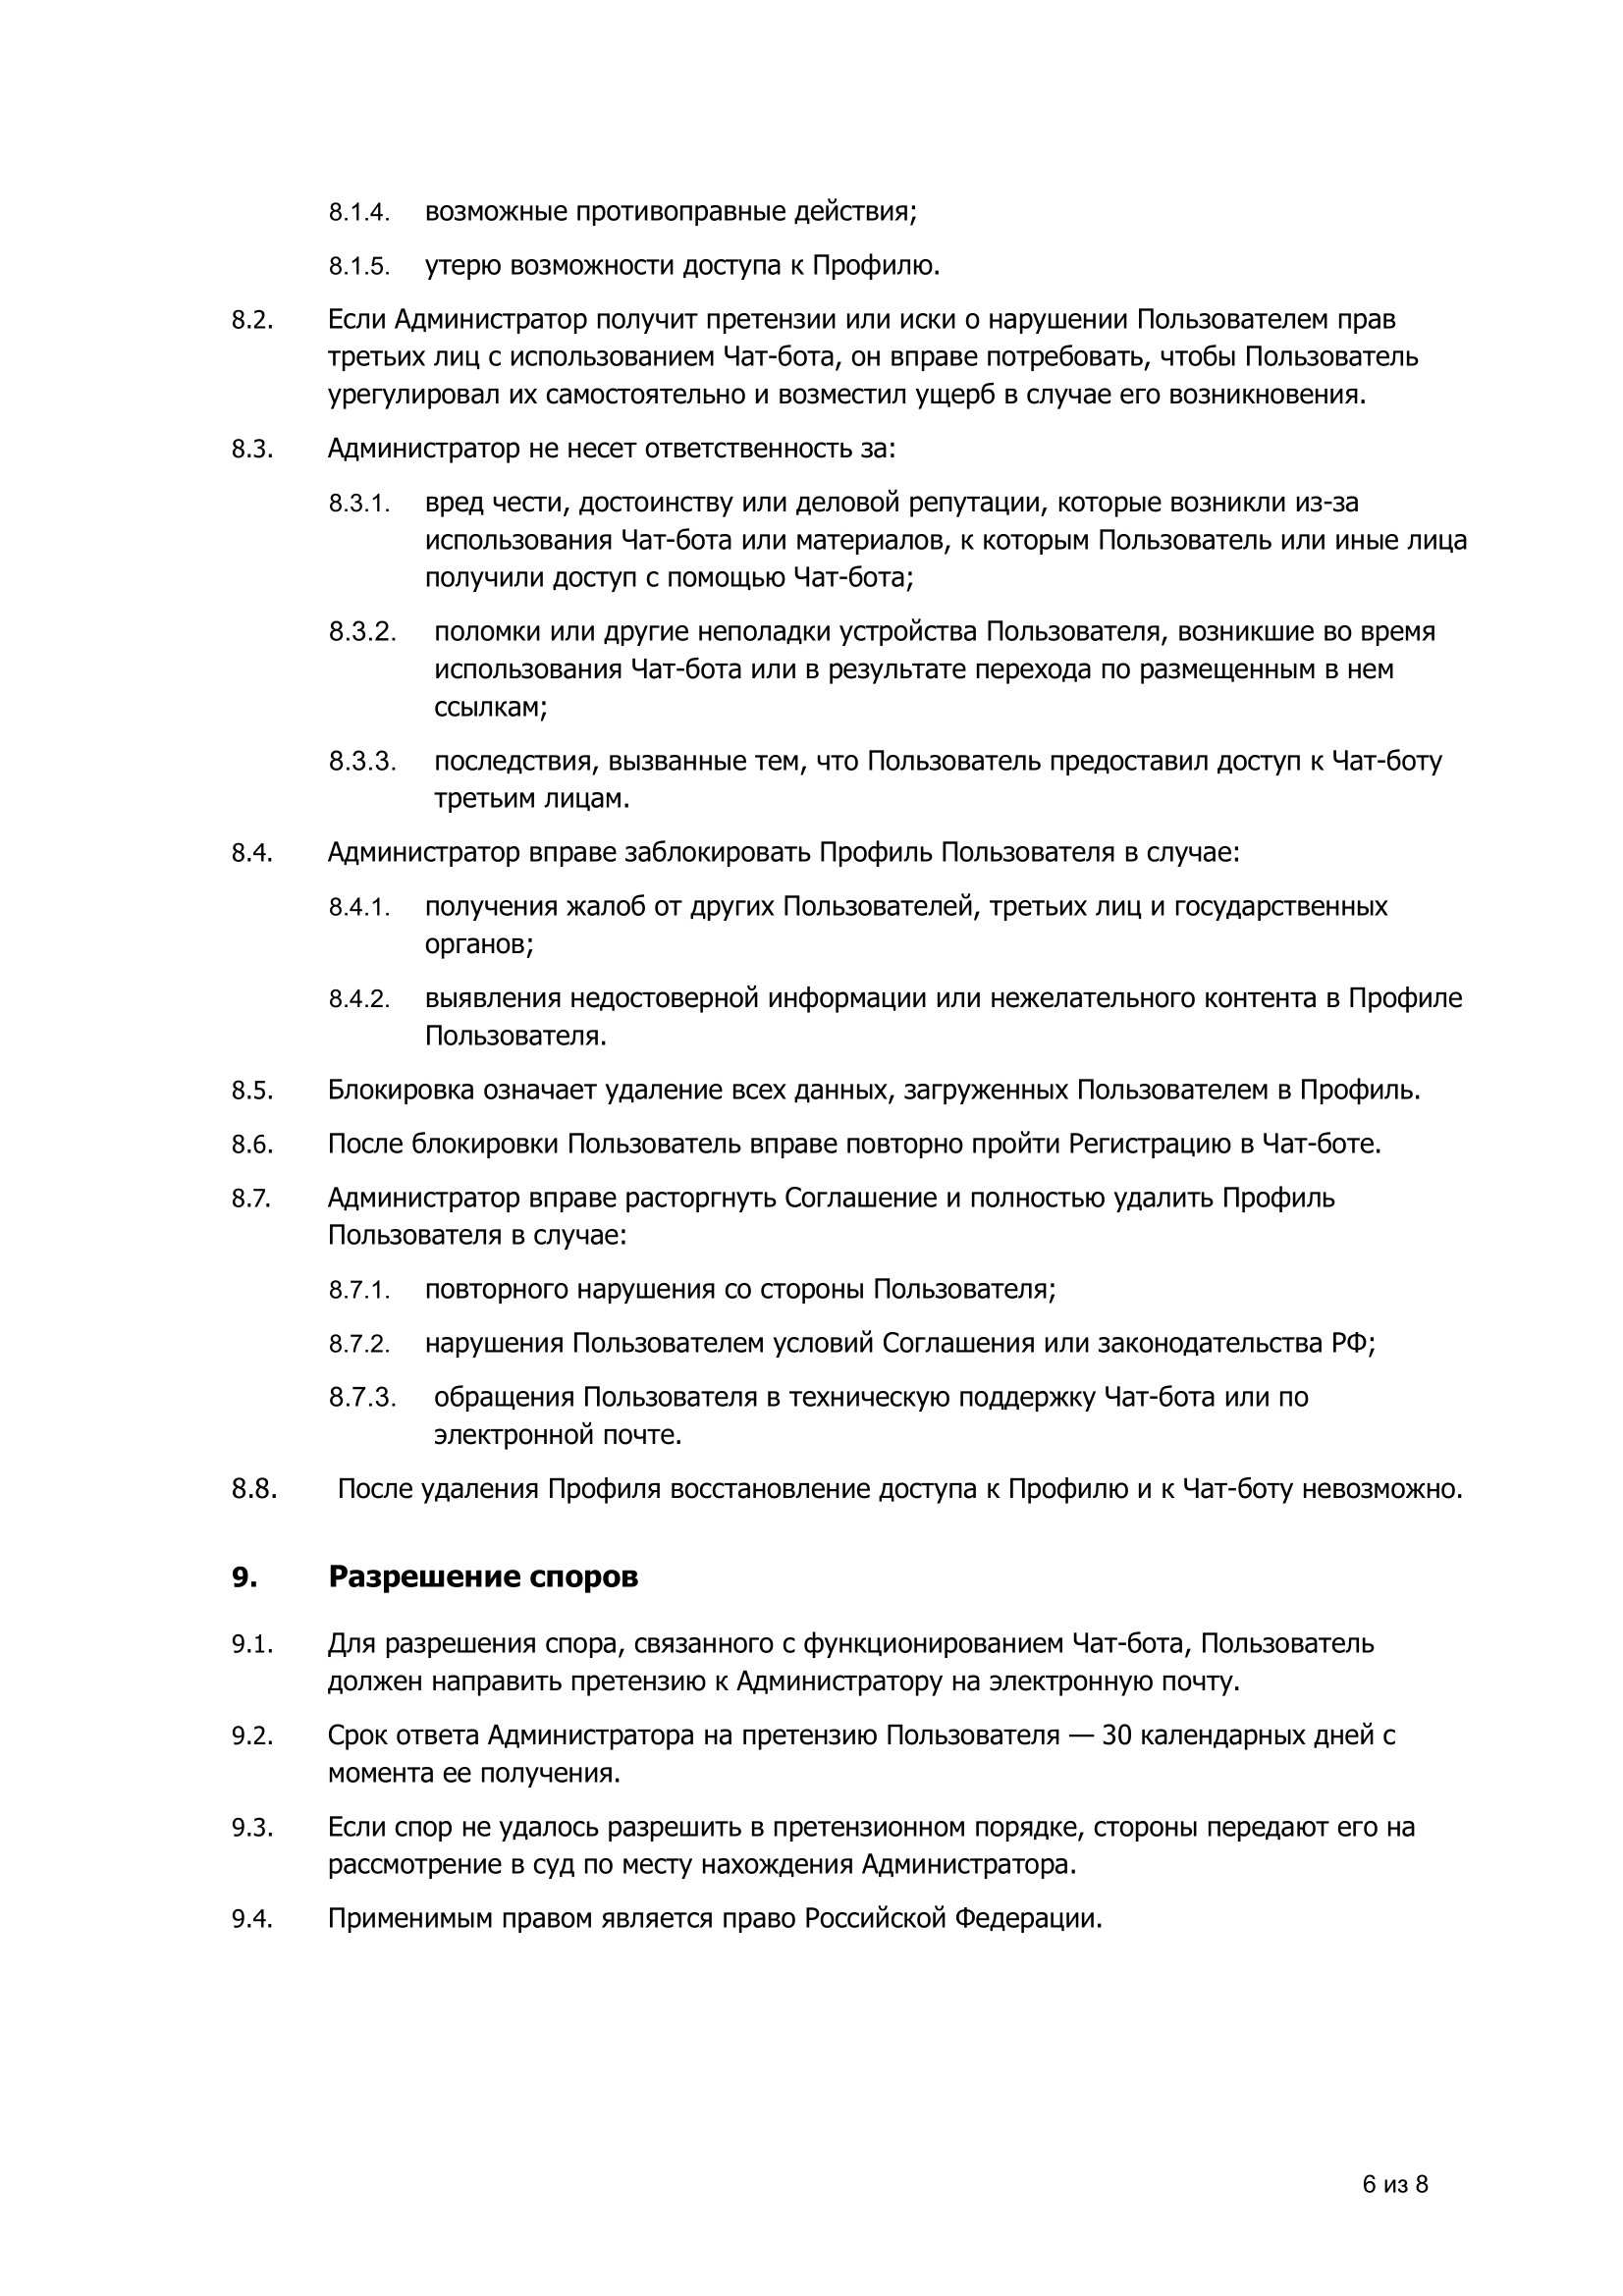 8.1.4. возможные противоправные действия;
8.1.5. утерю возможности доступа к Профилю.
8.2. Если Администратор получит претензии или иски о нарушении Пользователем прав
третьих лиц с использованием Чат-бота, он вправе потребовать, чтобы Пользователь
урегулировал их самостоятельно и возместил ущерб в случае его возникновения.
8.3. Администратор не несет ответственность за:
8.3.1. вред чести, достоинству или деловой репутации, которые возникли из-за
использования Чат-бота или материалов, к которым Пользователь или иные лица
получили доступ с помощью Чат-бота;
8.3.2. поломки или другие неполадки устройства Пользователя, возникшие во время
использования Чат-бота или в результате перехода по размещенным в нем
ссылкам;
8.3.3. последствия, вызванные тем, что Пользователь предоставил доступ к Чат-боту
третьим лицам.
8.4. Администратор вправе заблокировать Профиль Пользователя в случае:
8.4.1. получения жалоб от других Пользователей, третьих лиц и государственных
органов;
8.4.2. выявления недостоверной информации или нежелательного контента в Профиле
Пользователя.
8.5. Блокировка означает удаление всех данных, загруженных Пользователем в Профиль.
8.6. После блокировки Пользователь вправе повторно пройти Регистрацию в Чат-боте.
8.7. Администратор вправе расторгнуть Соглашение и полностью удалить Профиль
Пользователя в случае:
8.7.1. повторного нарушения со стороны Пользователя;
8.7.2. нарушения Пользователем условий Соглашения или законодательства РФ;
8.7.3. обращения Пользователя в техническую поддержку Чат-бота или по
электронной почте.
8.8. После удаления Профиля восстановление доступа к Профилю и к Чат-боту невозможно.
9. Разрешение споров
9.1. Для разрешения спора, связанного с функционированием Чат-бота, Пользователь
должен направить претензию к Администратору на электронную почту.
9.2. Срок ответа Администратора на претензию Пользователя — 30 календарных дней с
момента ее получения.
9.3. Если спор не удалось разрешить в претензионном порядке, стороны передают его на
рассмотрение в суд по месту нахождения Администратора.
9.4. Применимым правом является право Российской Федерации.
6 из 8